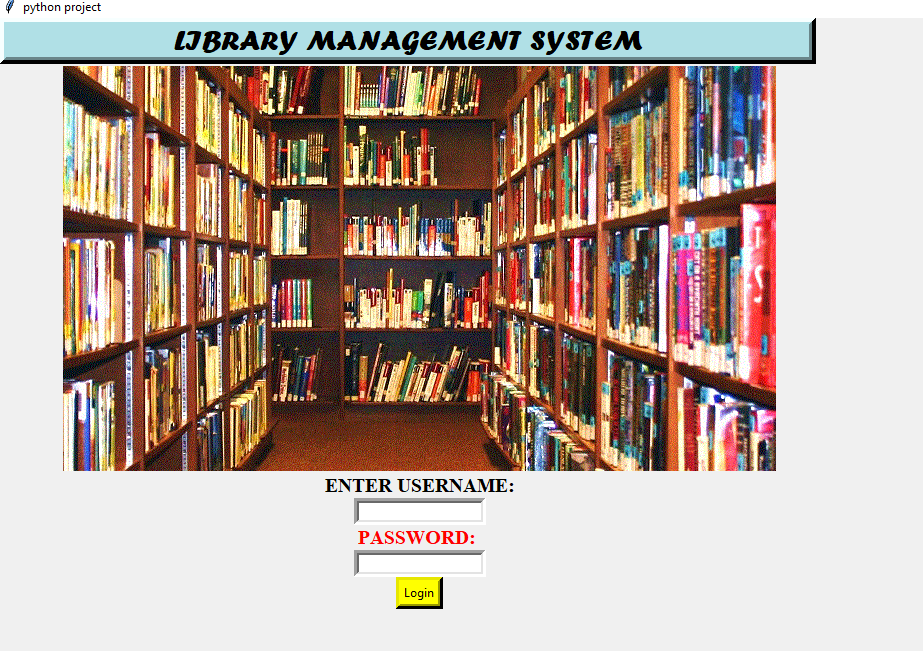 python project
LIBRARY MANAGEMENT SYSTEM
ENTER USERNAME:
PASSWORD:
Login